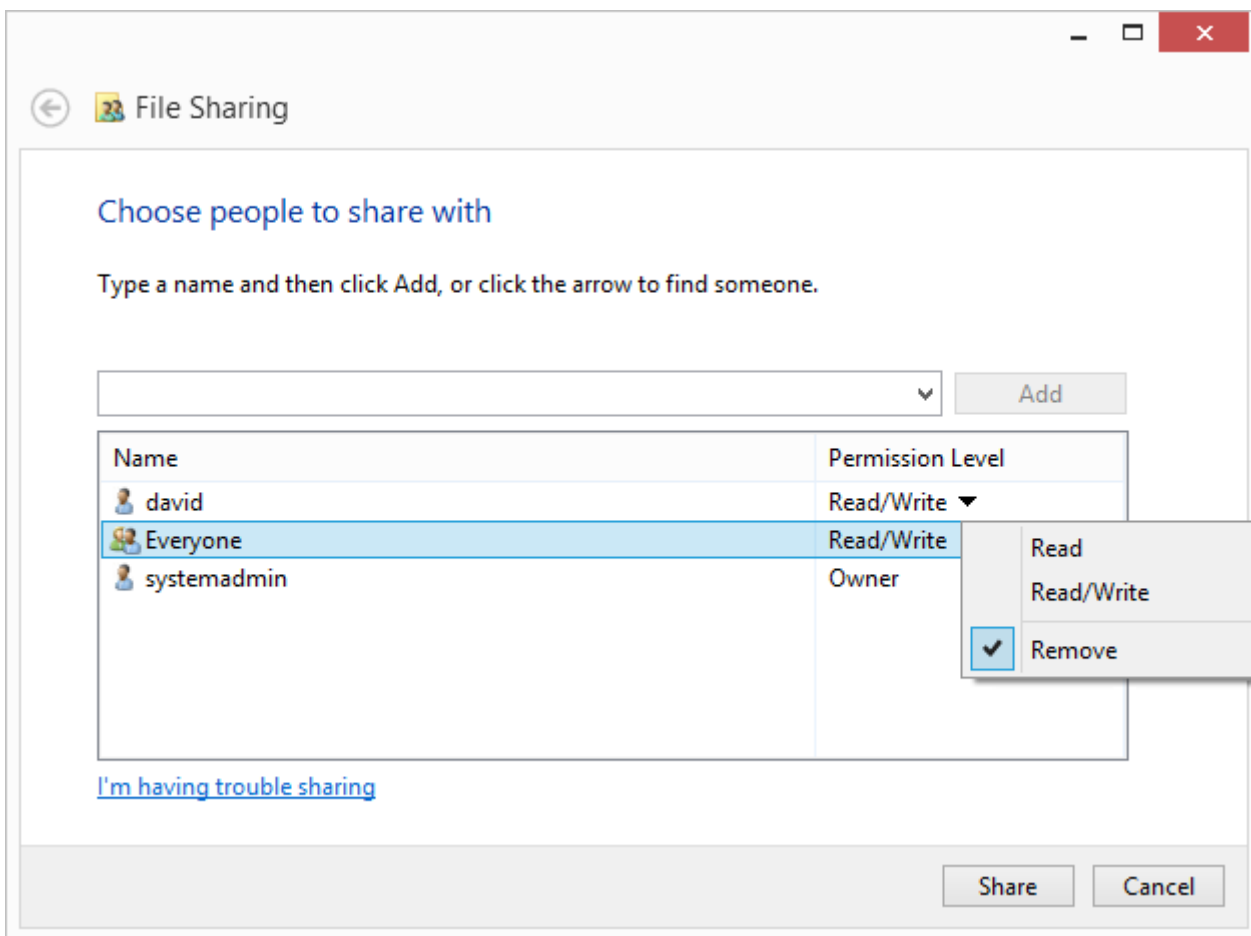 File Sharing
Choose people to share with
Type a name and then click Add, or click the arrow to find someone.
Add
Name Permission Level
david Read/Write
Everyone Read/Write
systemadmin Owner
Read
Read/Write
Remove
I'm having trouble sharing
Share Cancel